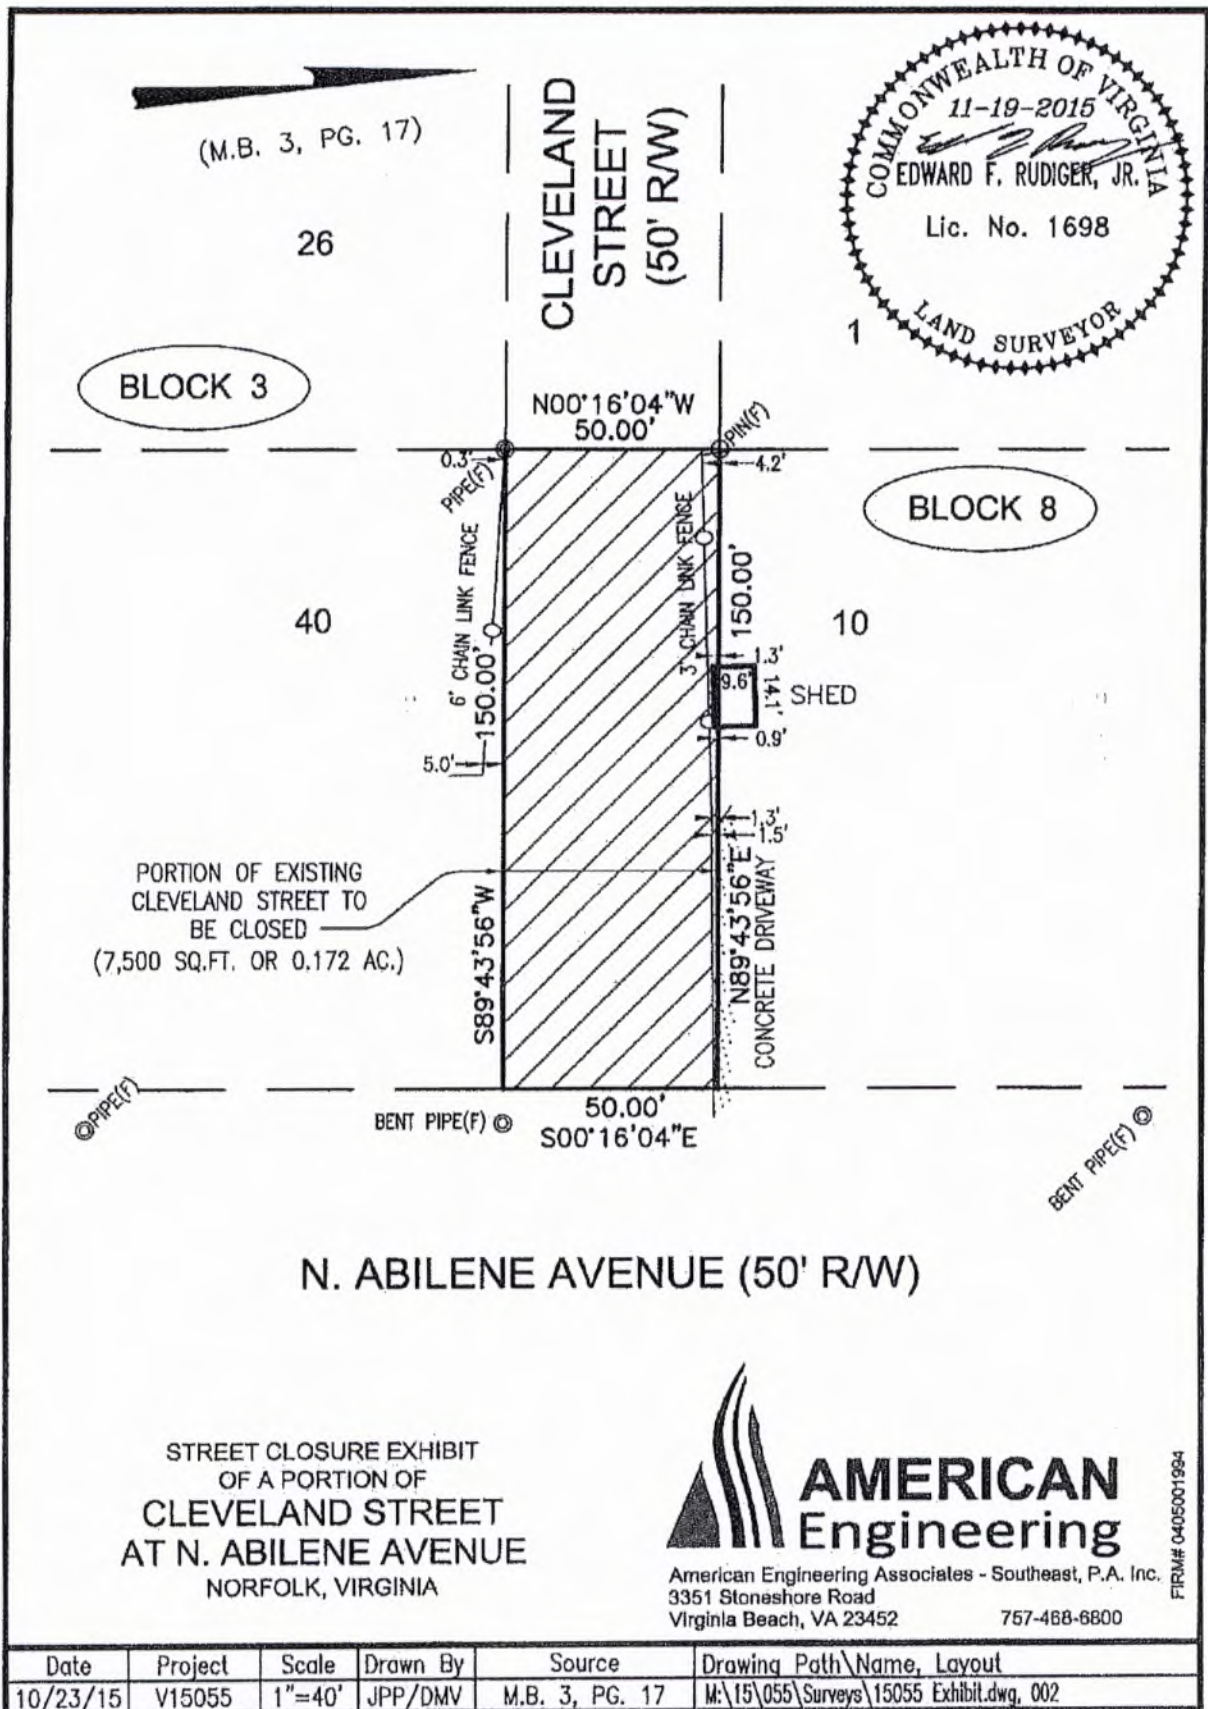 (M.B. 3, PG. 17)
CLEVELAND
STREET
(50' R/W)
COMMONWEALTH OF VIRGINIA
11-19-2015
EDWARD F. RUDIGER, JR.
Lic. No. 1698
LAND SURVEYOR
26
1
BLOCK 3
N00°16'04"W
50.00'
PIN(F)
0.3'
PIPE(F)
4.2'
BLOCK 8
6' CHAIN LINK FENCE
3' CHAIN LINK FENCE
150.00'
150.00'
40
10
1.3'
9.6'
14.1'
SHED
0.9'
5.0'
1.3'
1.5'
PORTION OF EXISTING
CLEVELAND STREET TO
BE CLOSED
(7,500 SQ.FT. OR 0.172 AC.)
S89°43'56"W
N89°43'56"E
CONCRETE DRIVEWAY
PIPE(F)
BENT PIPE(F)
50.00'
S00°16'04"E
BENT PIPE(F)
N. ABILENE AVENUE (50' R/W)
STREET CLOSURE EXHIBIT
OF A PORTION OF
CLEVELAND STREET
AT N. ABILENE AVENUE
NORFOLK, VIRGINIA
AMERICAN
Engineering
American Engineering Associates - Southeast, P.A. Inc.
3351 Stoneshore Road
Virginia Beach, VA 23452 757-468-6800
FIRM# 0405001994
Date Project Scale Drawn By Source Drawing Path\Name, Layout
10/23/15 V15055 1"=40' JPP/DMV M.B. 3, PG. 17 M:\15\055\Surveys\15055 Exhibit.dwg, 002